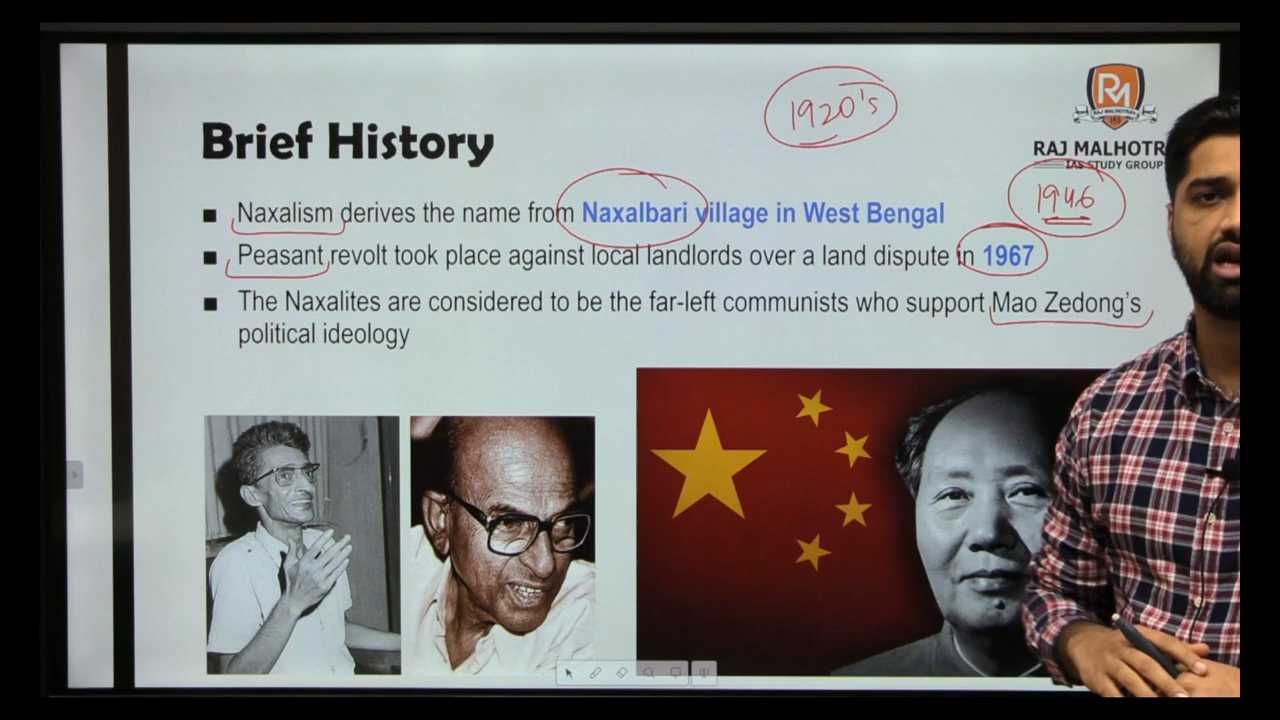 1920's
RM
RAJ MALHOTR
IAS STUDY GROUP
Brief History
1946
■ Naxalism derives the name from Naxalbari village in West Bengal
■ Peasant revolt took place against local landlords over a land dispute in 1967
■ The Naxalites are considered to be the far-left communists who support Mao Zedong's
political ideology